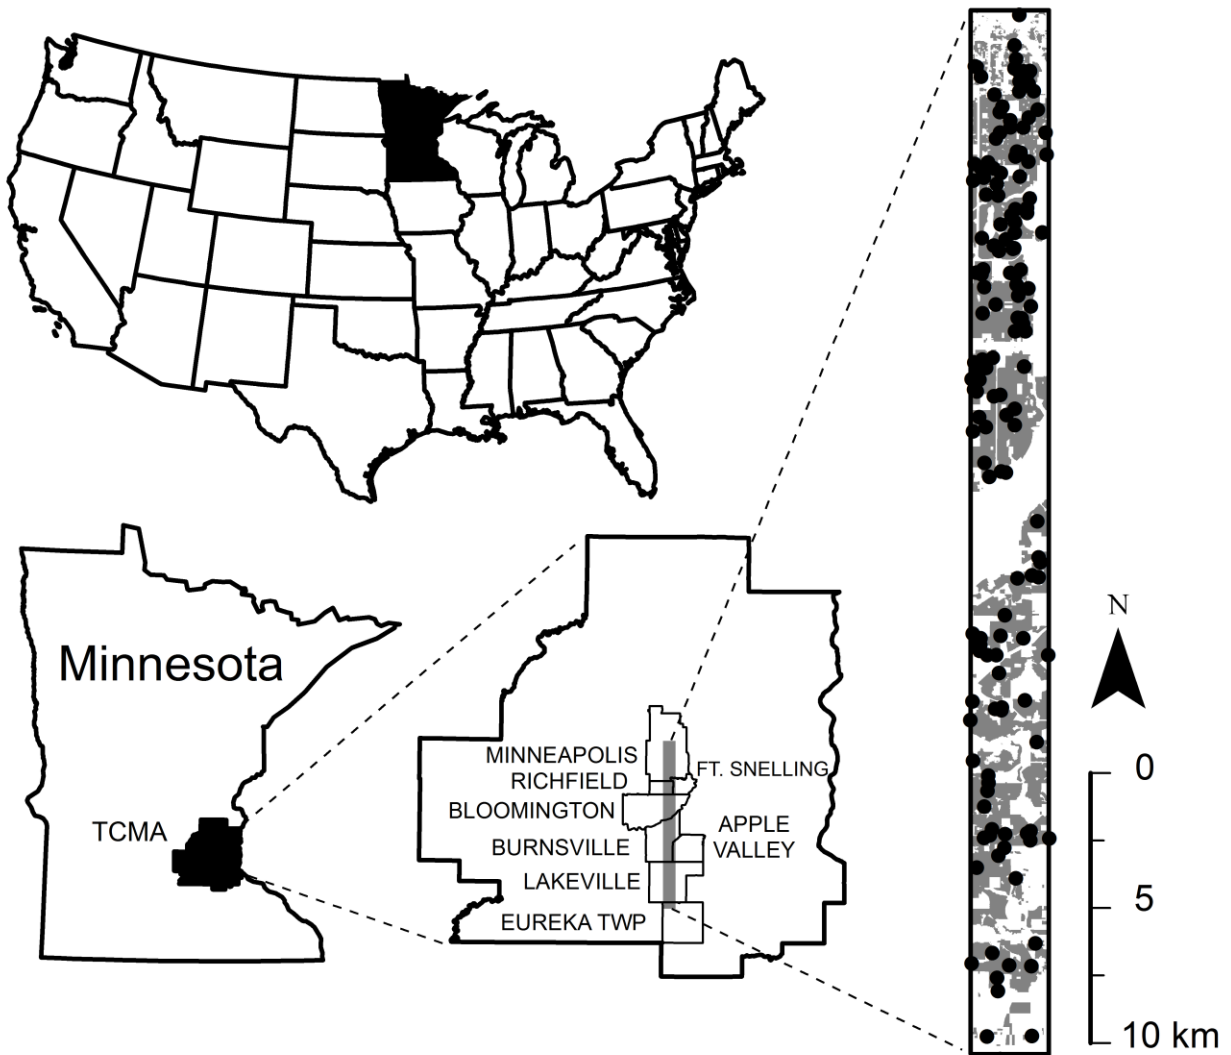 Minnesota
TCMA
MINNEAPOLIS
RICHFIELD
FT. SNELLING
BLOOMINGTON
APPLE
VALLEY
BURNSVILLE
LAKEVILLE
EUREKA TWP
N
0
5
10 km